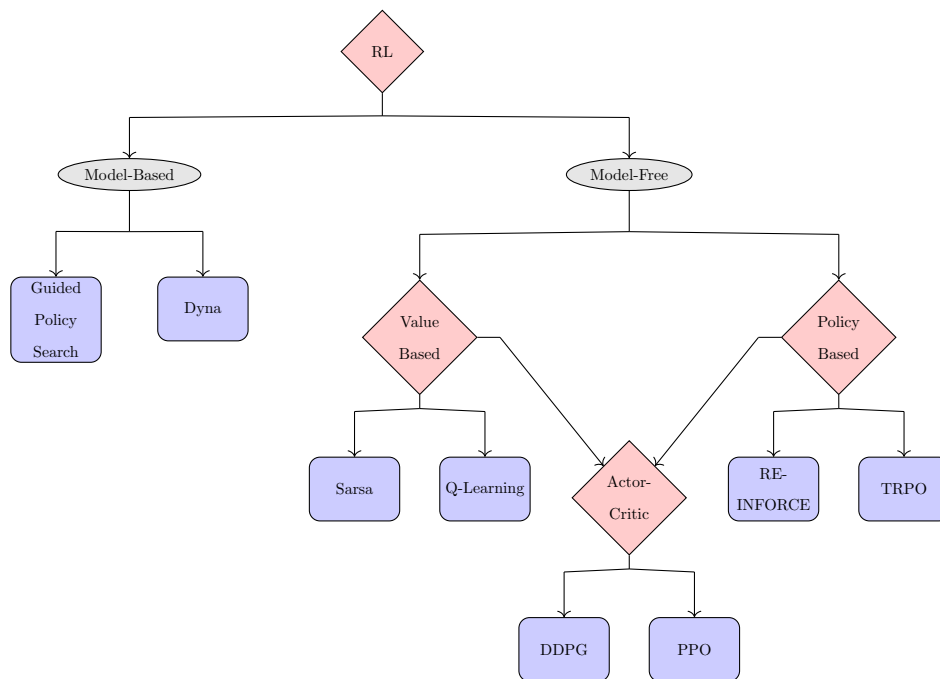 RL
Model-Based
Model-Free
Guided
Policy
Search
Dyna
Value
Based
Policy
Based
Sarsa
Q-Learning
Actor-
Critic
RE-
INFORCE
TRPO
DDPG
PPO